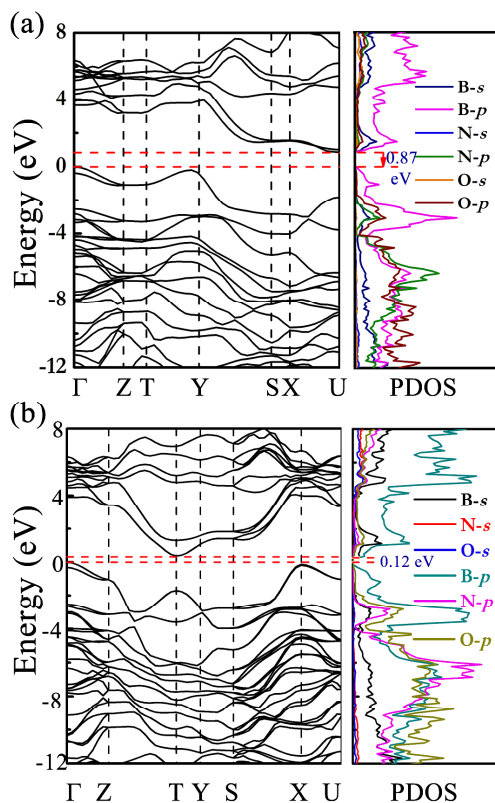 (a)
Energy (eV)
8
4
0
-4
-8
-12
Γ Z T Y S X U
B-s
B-p
N-s
N-p
O-s
O-p
0.87
eV
PDOS
(b)
Energy (eV)
8
4
0
-4
-8
-12
Γ Z T Y S X U
B-s
N-s
O-s
B-p
N-p
O-p
0.12 eV
PDOS